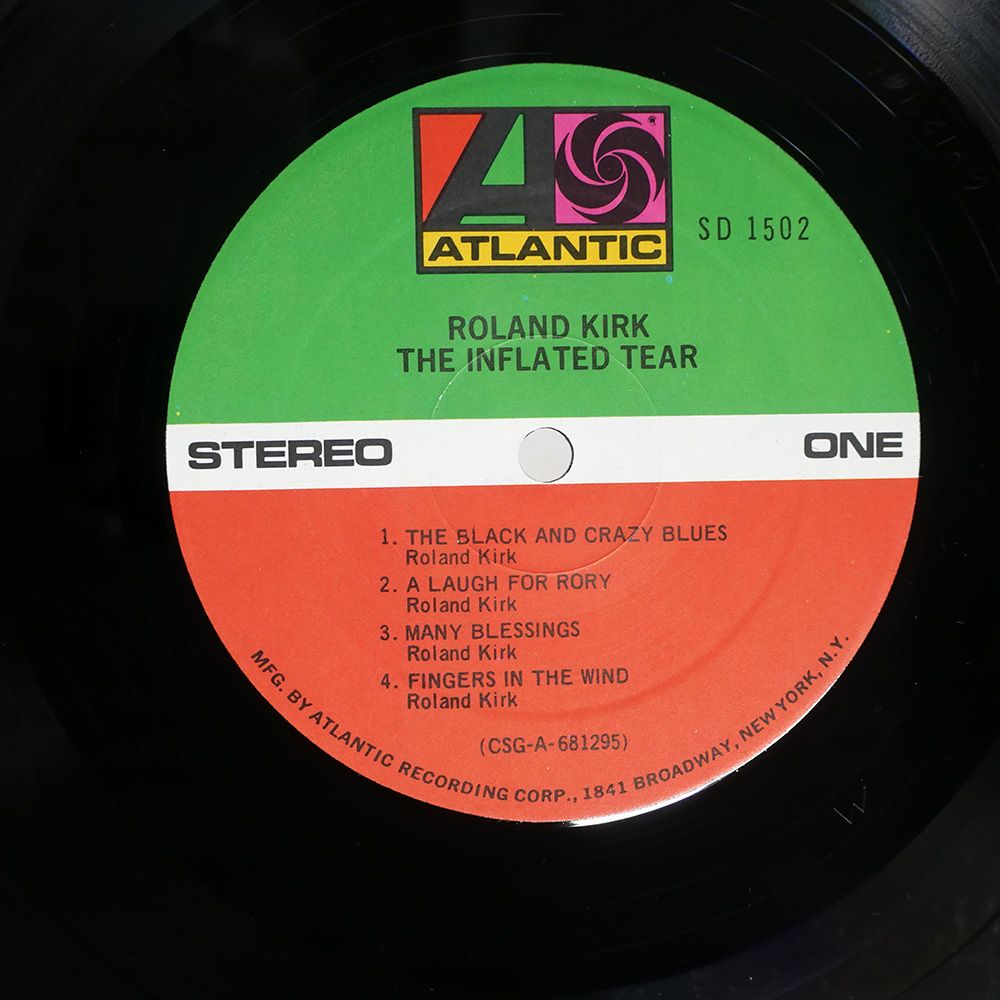 ATLANTIC
SD 1502
ROLAND KIRK
THE INFLATED TEAR
STEREO
ONE
1. THE BLACK AND CRAZY BLUES
Roland Kirk
2. A LAUGH FOR RORY
Roland Kirk
3. MANY BLESSINGS
Roland Kirk
4. FINGERS IN THE WIND
Roland Kirk
(CSG-A-681295)
MFG. BY ATLANTIC RECORDING CORP., 1841 BROADWAY, NEW YORK, N.Y.